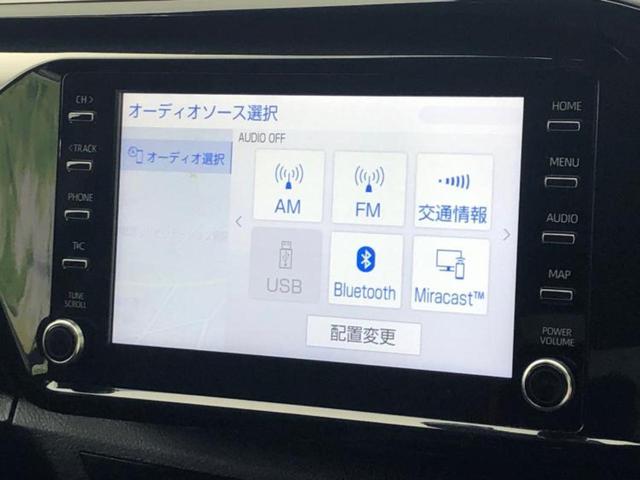 CH>
<TRACK
PHONE
T･C
TUNE
SCROLL
オーディオソース選択
オーディオ選択
AUDIO OFF
AM
FM
交通情報
USB
Bluetooth
Miracast™
配置変更
HOME
MENU
AUDIO
MAP
POWER
VOLUME